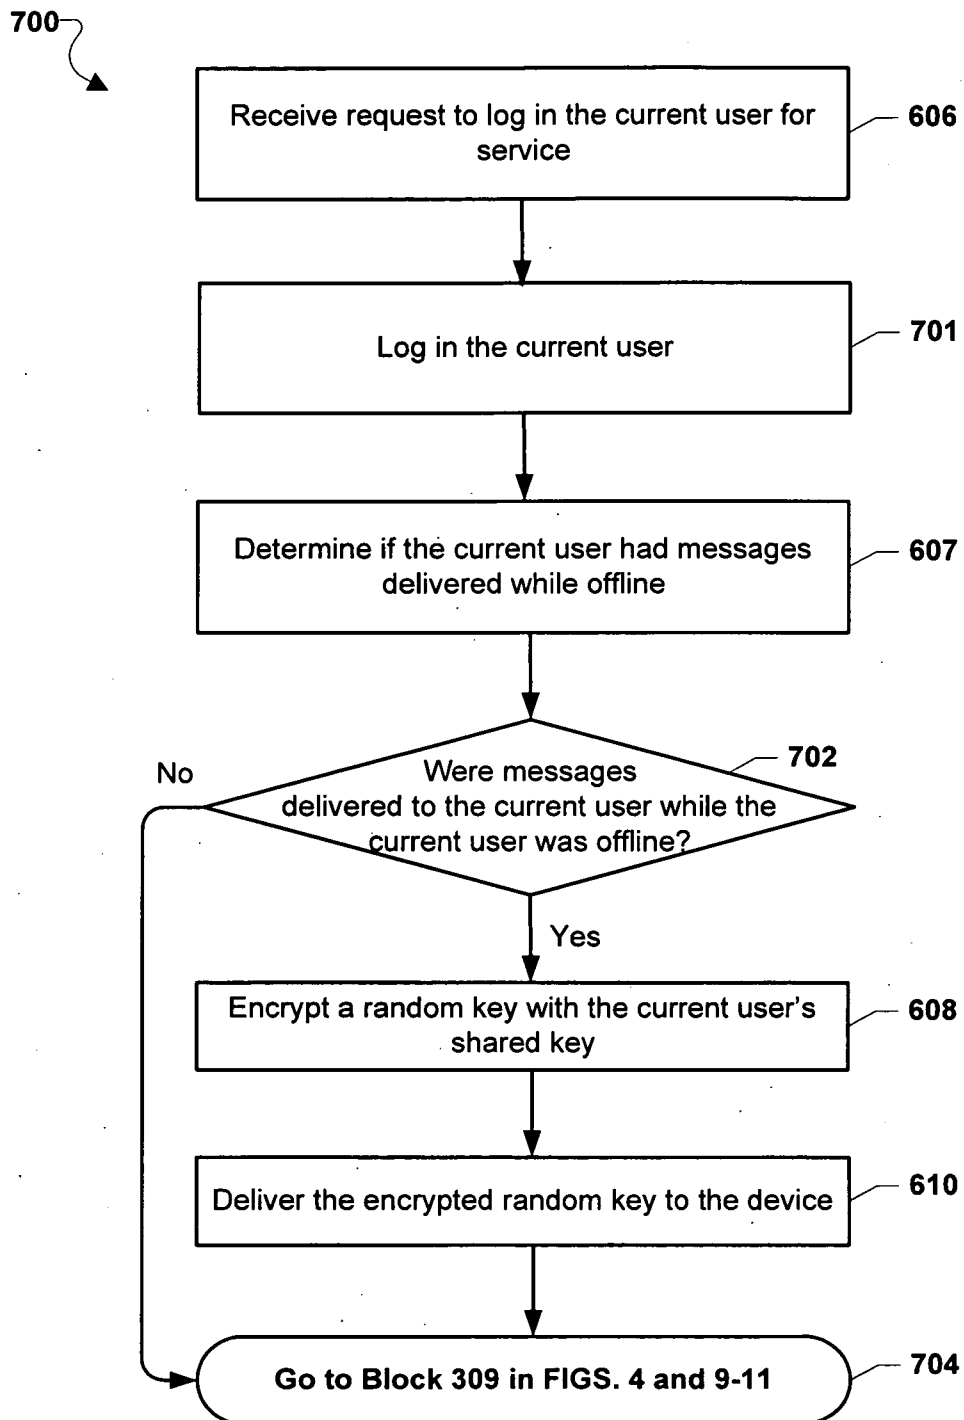 700
Receive request to log in the current user for
service
606
Log in the current user
701
Determine if the current user had messages
delivered while offline
607
702
No
Were messages
delivered to the current user while the
current user was offline?
Yes
Encrypt a random key with the current user's
shared key
608
Deliver the encrypted random key to the device
610
Go to Block 309 in FIGS. 4 and 9-11
704